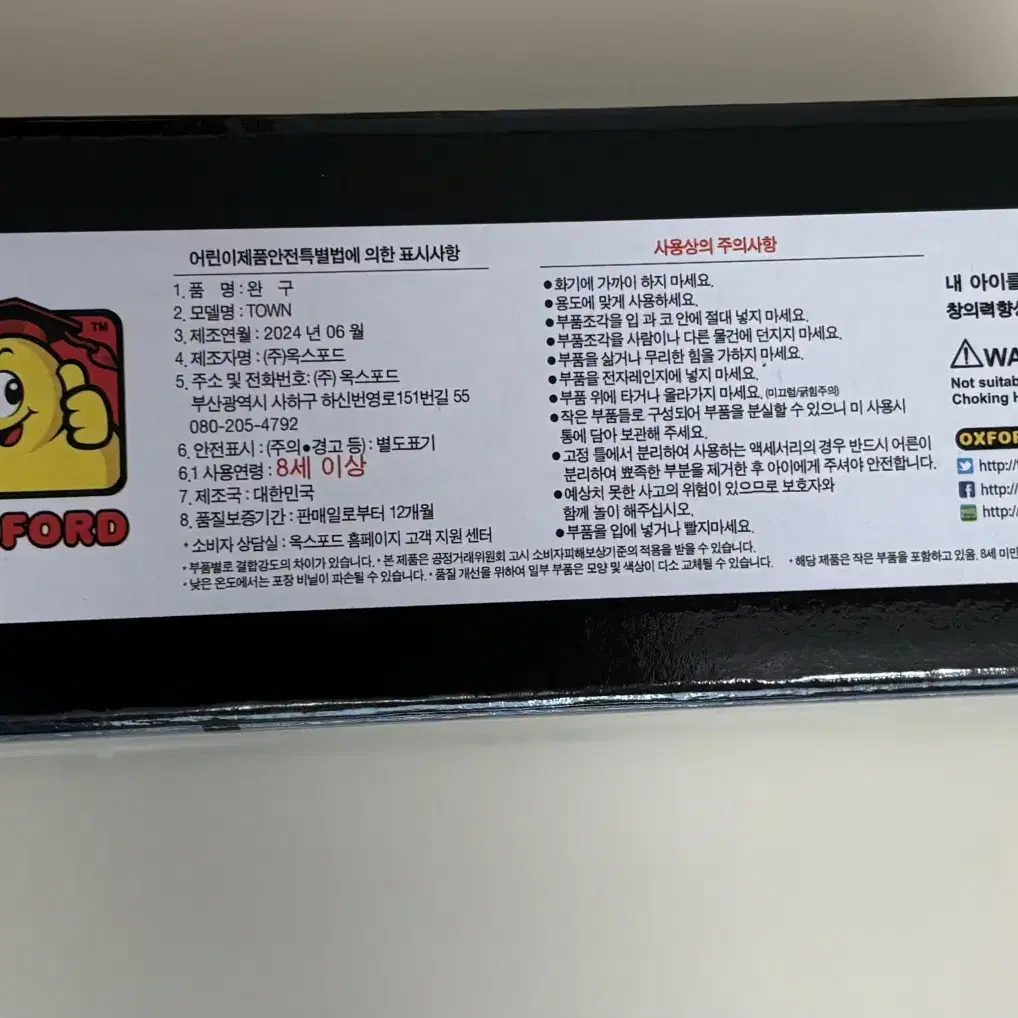 TM
FORD
어린이제품안전특별법에 의한 표시사항
1. 품 명 : 완 구
2. 모델명 : TOWN
3. 제조연월 : 2024 년 06 월
4. 제조자명 : (주)옥스포드
5. 주소 및 전화번호: (주) 옥스포드
부산광역시 사하구 하신번영로151번길 55
080-205-4792
6. 안전표시 : (주의●경고 등) : 별도표기
6.1 사용연령 : 8세 이상
7. 제조국 : 대한민국
8. 품질보증기간 : 판매일로부터 12개월
* 소비자 상담실 : 옥스포드 홈페이지 고객 지원 센터
* 부품별로 결합강도의 차이가 있습니다. * 본 제품은 공정거래위원회 고시 소비자피해보상기준의 적용을 받을 수 있습니다.
* 낮은 온도에서는 포장 비닐이 파손될 수 있습니다. * 품질 개선을 위하여 일부 부품은 모양 및 색상이 다소 교체될 수 있습니다.
* 해당 제품은 작은 부품을 포함하고 있음. 8세 미만
사용상의 주의사항
●화기에 가까이 하지 마세요.
●용도에 맞게 사용하세요.
●부품조각을 입 과 코 안에 절대 넣지 마세요.
●부품조각을 사람이나 다른 물건에 던지지 마세요.
●부품을 삶거나 무리한 힘을 가하지 마세요.
●부품을 전자레인지에 넣지 마세요.
●부품 위에 타거나 올라가지 마세요. (미끄럼/긁힘주의)
●작은 부품들로 구성되어 부품을 분실할 수 있으니 미 사용시
통에 담아 보관해 주세요.
●고정 틀에서 분리하여 사용하는 액세서리의 경우 반드시 어른이
분리하여 뾰족한 부분을 제거한 후 아이에게 주셔야 안전합니다.
●예상치 못한 사고의 위험이 있으므로 보호자와
함께 놀이 해주십시오.
●부품을 입에 넣거나 빨지마세요.
내 아이를
창의력향상
WA
Not suitab
Choking H
OXFOR
http://
http:/
http:/